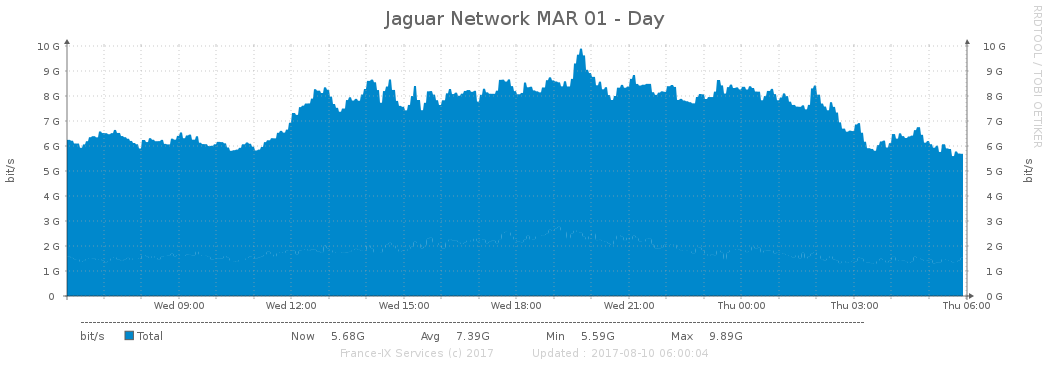 Jaguar Network MAR 01 - Day
RRDTOOL / TOBI OETIKER
10 G 10 G
9 G 9 G
8 G 8 G
7 G 7 G
6 G 6 G
5 G 5 G
4 G 4 G
3 G 3 G
2 G 2 G
1 G 1 G
0 0 G
bit/s bit/s
Wed 09:00 Wed 12:00 Wed 15:00 Wed 18:00 Wed 21:00 Thu 00:00 Thu 03:00 Thu 06:00
bit/s Total Now 5.68G Avg 7.39G Min 5.59G Max 9.89G
France-IX Services (c) 2017 Updated : 2017-08-10 06:00:04